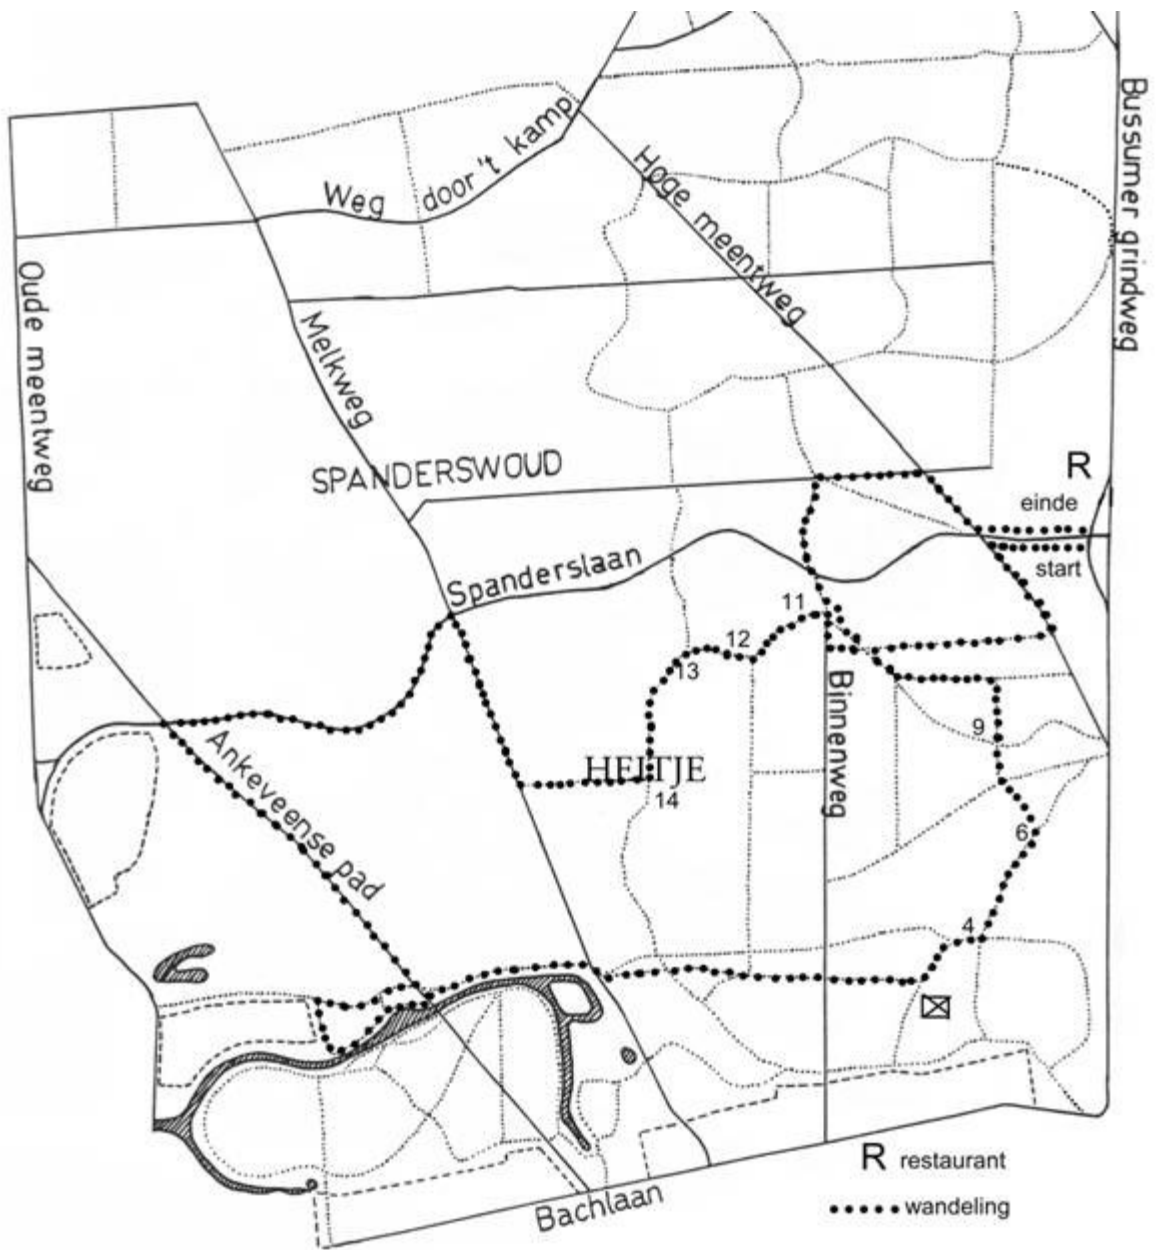 Weg door 't kamp
Hoge meentweg
Bussumer grindweg
Oude meentweg
Melkweg
SPANDERSWOUD
R
einde
start
Spanderslaan
11
12
13
Binnenweg
9
HEITJE
14
Ankeveense pad
6
4
Bachlaan
R restaurant
wandeling